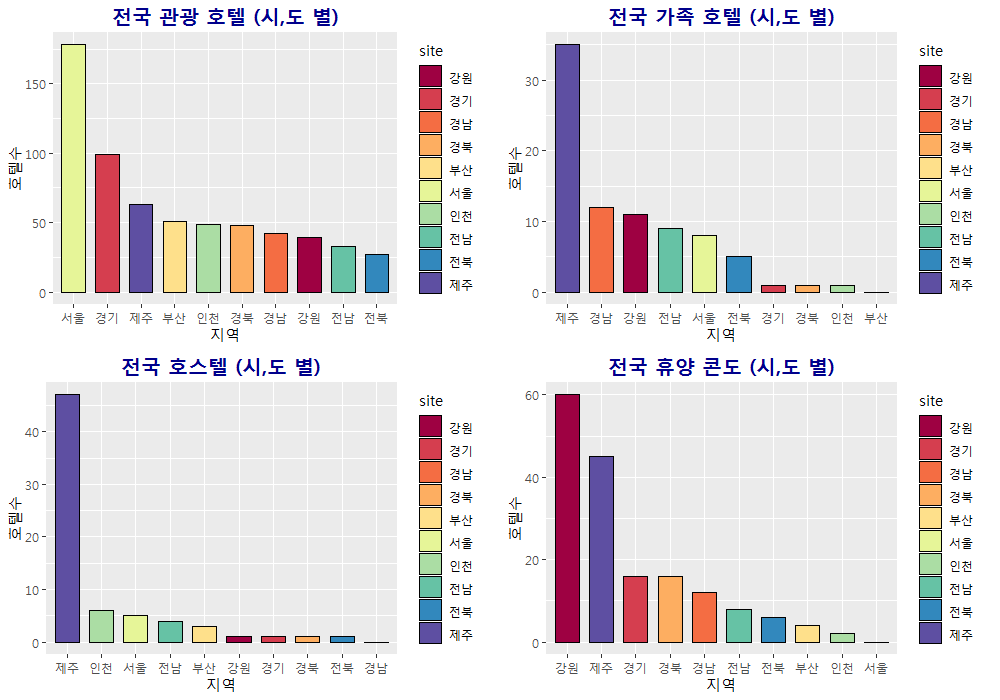 전국 관광 호텔 (시,도 별)
호텔수
150
100
50
0
서울 경기 제주 부산 인천 경북 경남 강원 전남 전북
지역
site
강원
경기
경남
경북
부산
서울
인천
전남
전북
제주
전국 가족 호텔 (시,도 별)
호텔수
30
20
10
0
제주 경남 강원 전남 서울 전북 경기 경북 인천 부산
지역
site
강원
경기
경남
경북
부산
서울
인천
전남
전북
제주
전국 호스텔 (시,도 별)
호텔수
40
30
20
10
0
제주 인천 서울 전남 부산 강원 경기 경북 전북 경남
지역
site
강원
경기
경남
경북
부산
서울
인천
전남
전북
제주
전국 휴양 콘도 (시,도 별)
호텔수
60
40
20
0
강원 제주 경기 경북 경남 전남 전북 부산 인천 서울
지역
site
강원
경기
경남
경북
부산
서울
인천
전남
전북
제주